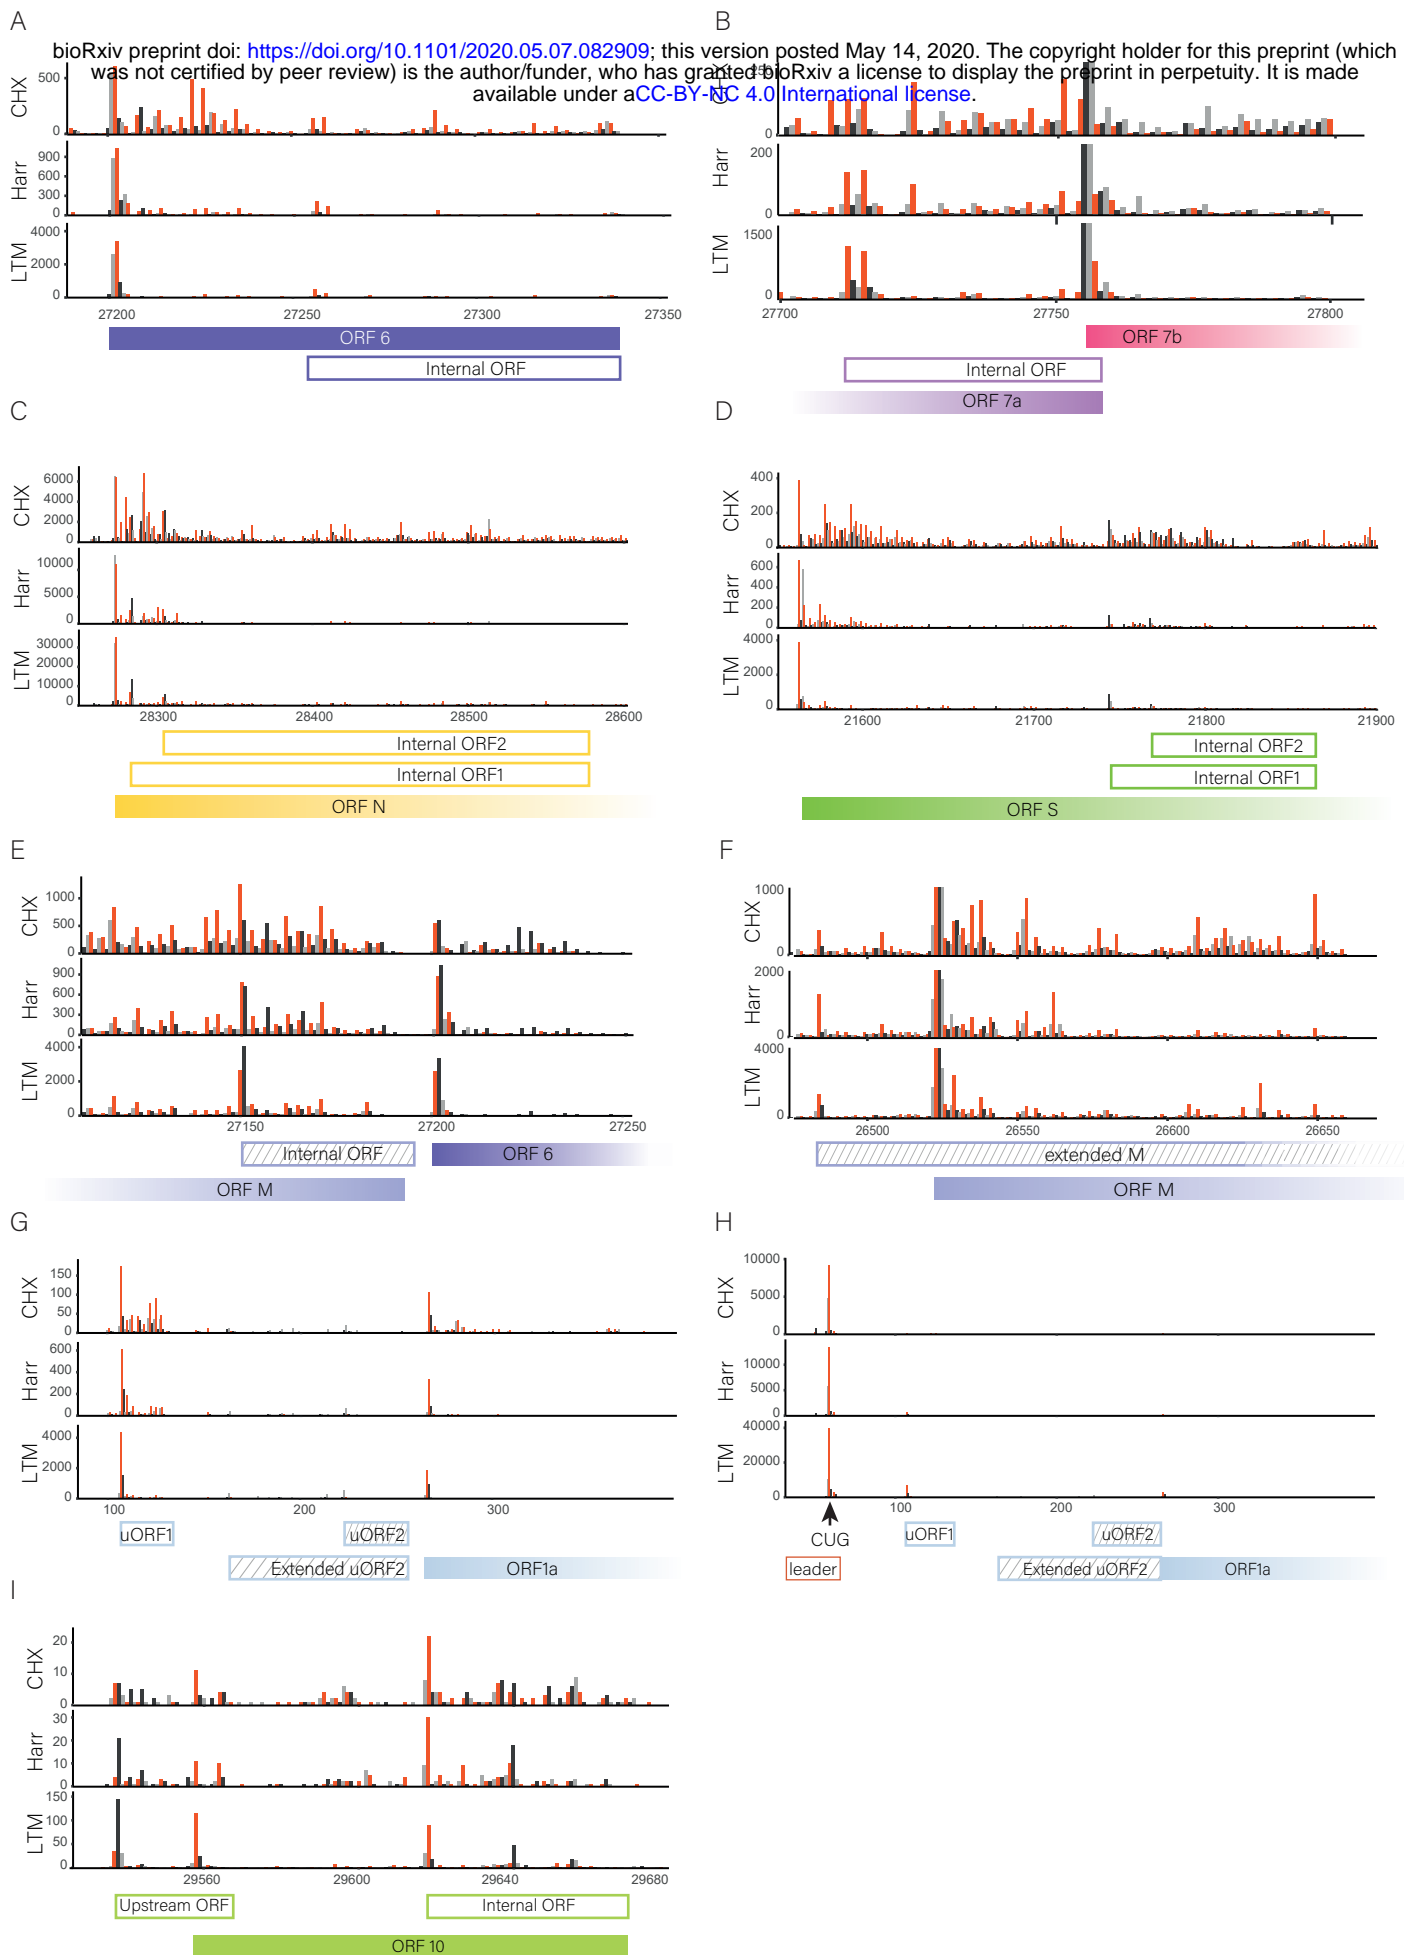 A
B
bioRxiv preprint doi: https://doi.org/10.1101/2020.05.07.082909; this version posted May 14, 2020. The copyright holder for this preprint (which
was not certified by peer review) is the author/funder, who has granted bioRxiv a license to display the preprint in perpetuity. It is made
available under aCC-BY-NC 4.0 International license.
CHX
500
0
Harr
900
600
300
0
LTM
4000
2000
0
27200
27250
27300
27350
ORF 6
Internal ORF
250
0
Harr
200
0
LTM
1500
0
27700
27750
27800
ORF 7b
Internal ORF
ORF 7a
C
CHX
6000
4000
2000
0
Harr
10000
5000
0
LTM
30000
20000
10000
0
28300
28400
28500
28600
Internal ORF2
Internal ORF1
ORF N
D
CHX
400
200
0
Harr
600
400
200
0
LTM
4000
2000
0
21600
21700
21800
21900
Internal ORF2
Internal ORF1
ORF S
E
CHX
1000
500
0
Harr
900
600
300
0
LTM
4000
2000
0
27150
27200
27250
Internal ORF
ORF 6
ORF M
F
CHX
1000
0
Harr
2000
0
LTM
4000
0
26500
26550
26600
26650
extended M
ORF M
G
CHX
150
100
50
0
Harr
600
400
200
0
LTM
4000
2000
0
100
200
300
uORF1
uORF2
Extended uORF2
ORF1a
H
CHX
10000
5000
0
Harr
10000
5000
0
LTM
40000
20000
0
100
200
300
CUG
uORF1
uORF2
leader
Extended uORF2
ORF1a
I
CHX
20
10
0
Harr
30
20
10
0
LTM
150
100
50
0
29560
29600
29640
29680
Upstream ORF
Internal ORF
ORF 10